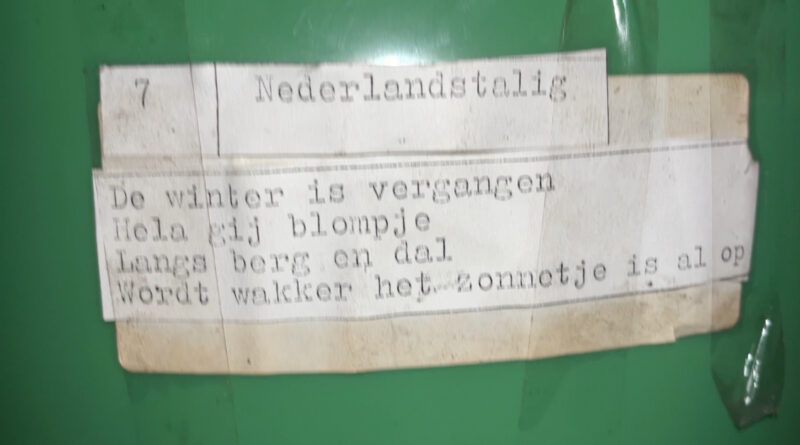 7 Nederlandstalig
De winter is vergangen
Hela gij blompje
Langs berg en dal
Wordt wakker het zonnetje is al op